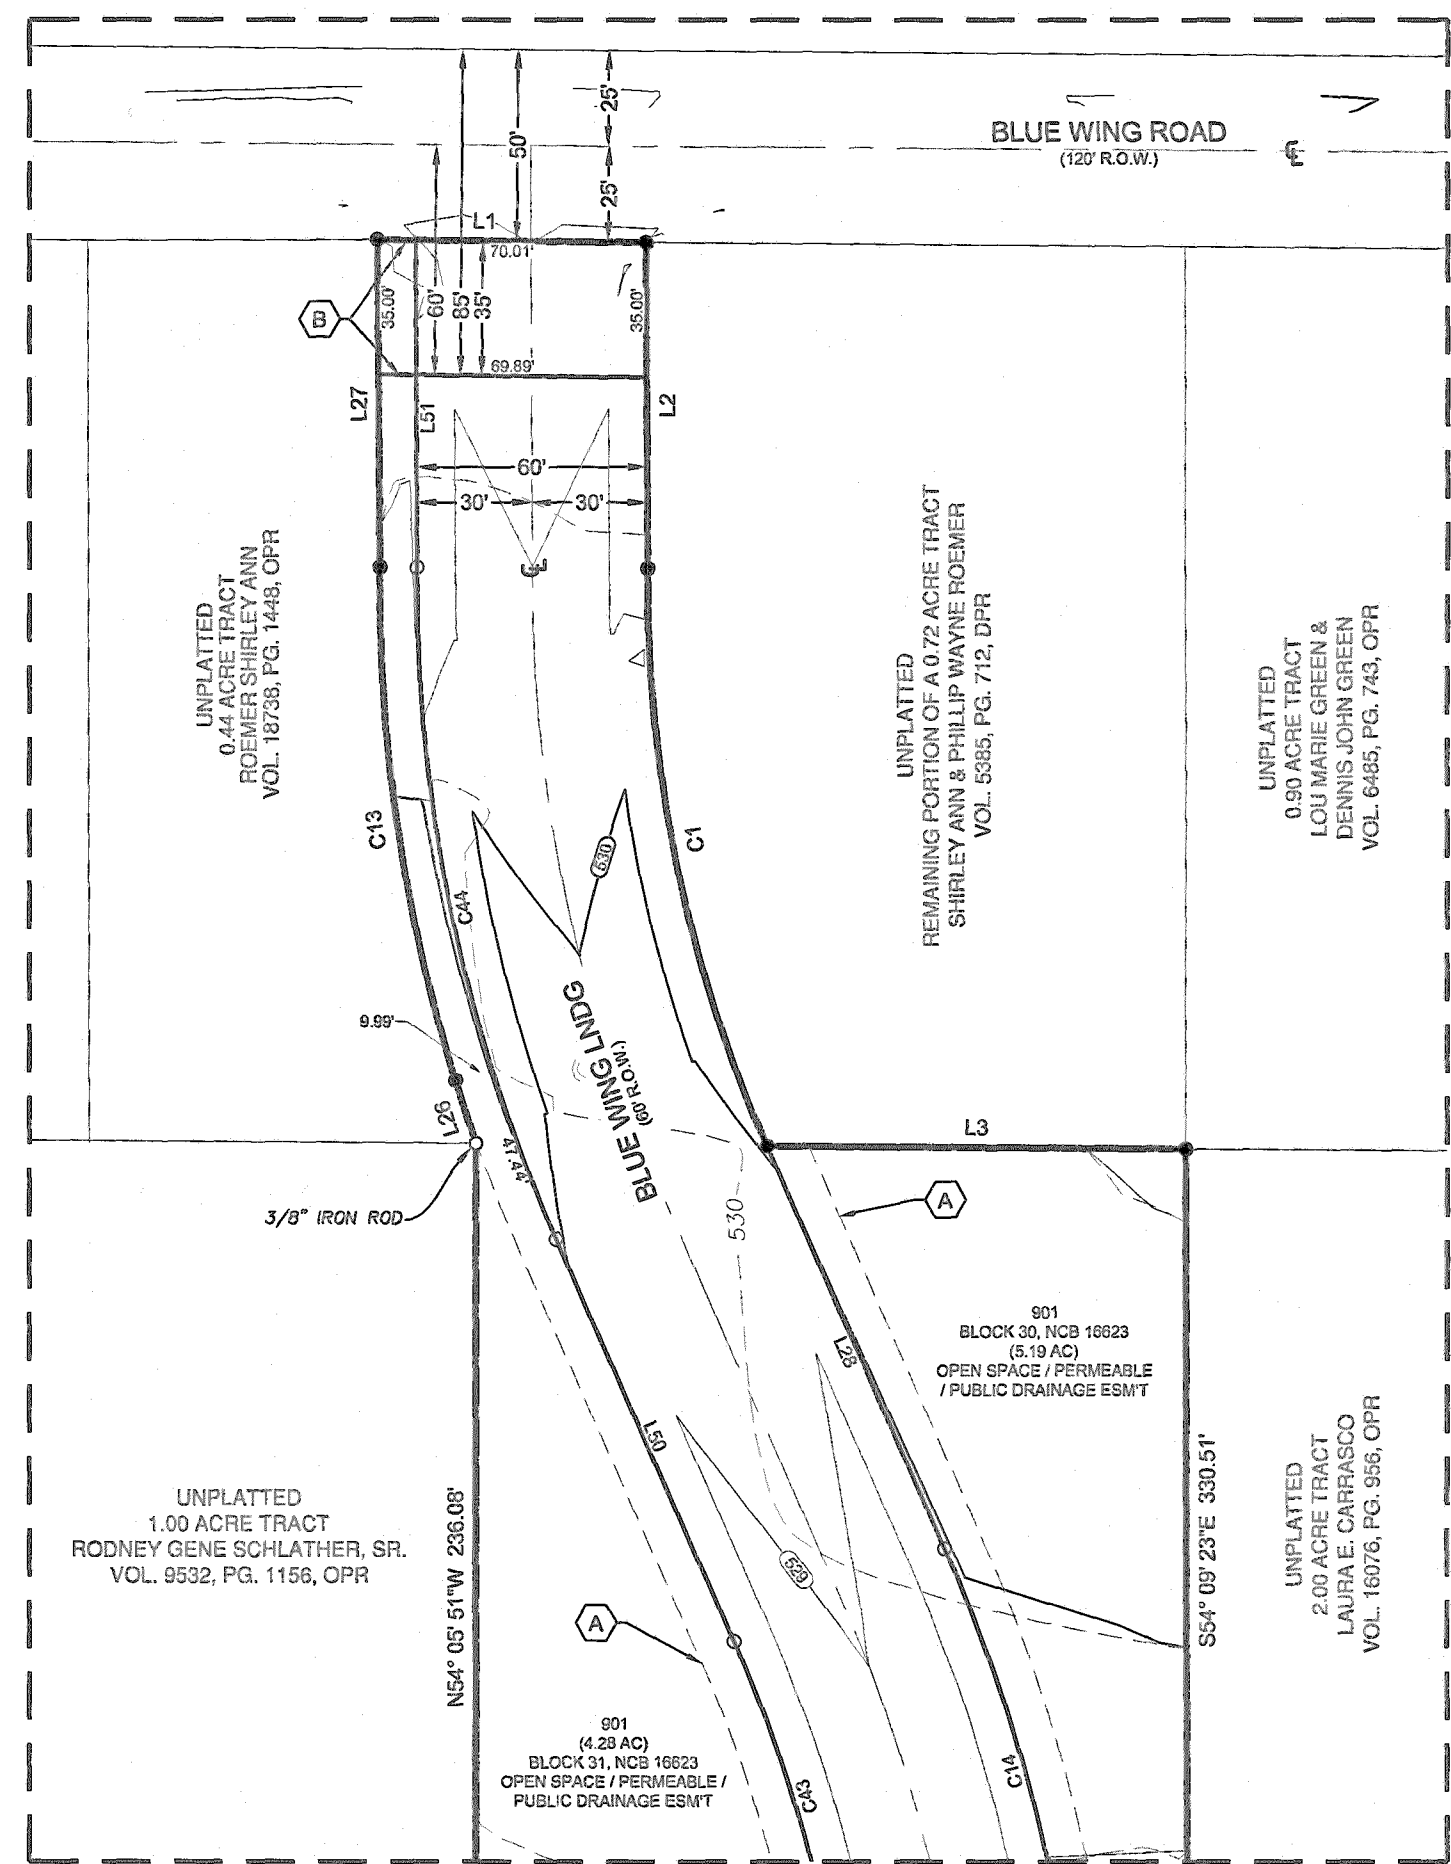 25'
50'
BLUE WING ROAD
(120' R.O.W.)
25'
L1
70.01'
B
35.00'
60'
85'
35'
35.00'
69.89'
L27
L51
L2
60'
30'
30'
UNPLATTED
0.44 ACRE TRACT
ROEMER SHIRLEY ANN
VOL. 18738, PG. 1448, OPR
UNPLATTED
REMAINING PORTION OF A 0.72 ACRE TRACT
SHIRLEY ANN & PHILLIP WAYNE ROEMER
VOL. 5385, PG. 712, DPR
UNPLATTED
0.90 ACRE TRACT
LOU MARIE GREEN &
DENNIS JOHN GREEN
VOL. 6485, PG. 743, OPR
C13
C1
530
C44
9.99'
BLUE WING LNDG
(60' R.O.W.)
L26
L3
47.44'
3/8" IRON ROD
530
A
901
BLOCK 30, NCB 16623
(5.19 AC)
OPEN SPACE / PERMEABLE
/ PUBLIC DRAINAGE ESM'T
L28
L50
UNPLATTED
1.00 ACRE TRACT
RODNEY GENE SCHLATHER, SR.
VOL. 9532, PG. 1156, OPR
N54° 05' 51"W 236.08'
529
A
S54° 09' 23"E 330.51'
UNPLATTED
2.00 ACRE TRACT
LAURA E. CARRASCO
VOL. 16076, PG. 956, OPR
901
(4.28 AC)
BLOCK 31, NCB 16623
OPEN SPACE / PERMEABLE /
PUBLIC DRAINAGE ESM'T
C43
C14